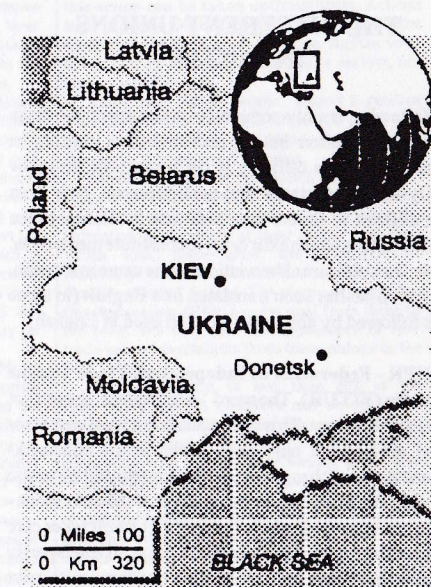 Latvia
Lithuania
Belarus
Poland
Russia
KIEV
UKRAINE
Donetsk
Moldavia
Romania
0 Miles 100
0 Km 320
BLACK SEA